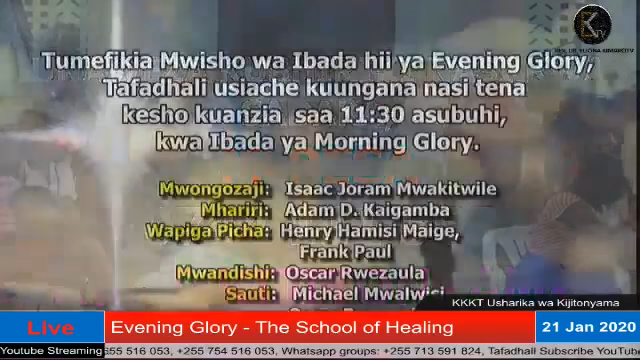 Tumefikia Mwisho wa Ibada hii ya Evening Glory,
Tafadhali usiache kuungana nasi tena
kesho kuanzia saa 11:30 asubuhi,
kwa Ibada ya Morning Glory.
Mwongozaji: Isaac Joram Mwakitwile
Mhariri: Adam D. Kaigamba
Wapiga Picha: Henry Hamisi Maige,
Frank Paul
Mwandishi: Oscar Rwezaula
Sauti: Michael Mwalwisi
KKKT Usharika wa Kijitonyama
Live Evening Glory - The School of Healing 21 Jan 2020
Youtube Streaming 555 516 053, +255 754 516 053, Whatsapp groups: +255 713 591 824, Tafadhali Subscribe YouTube